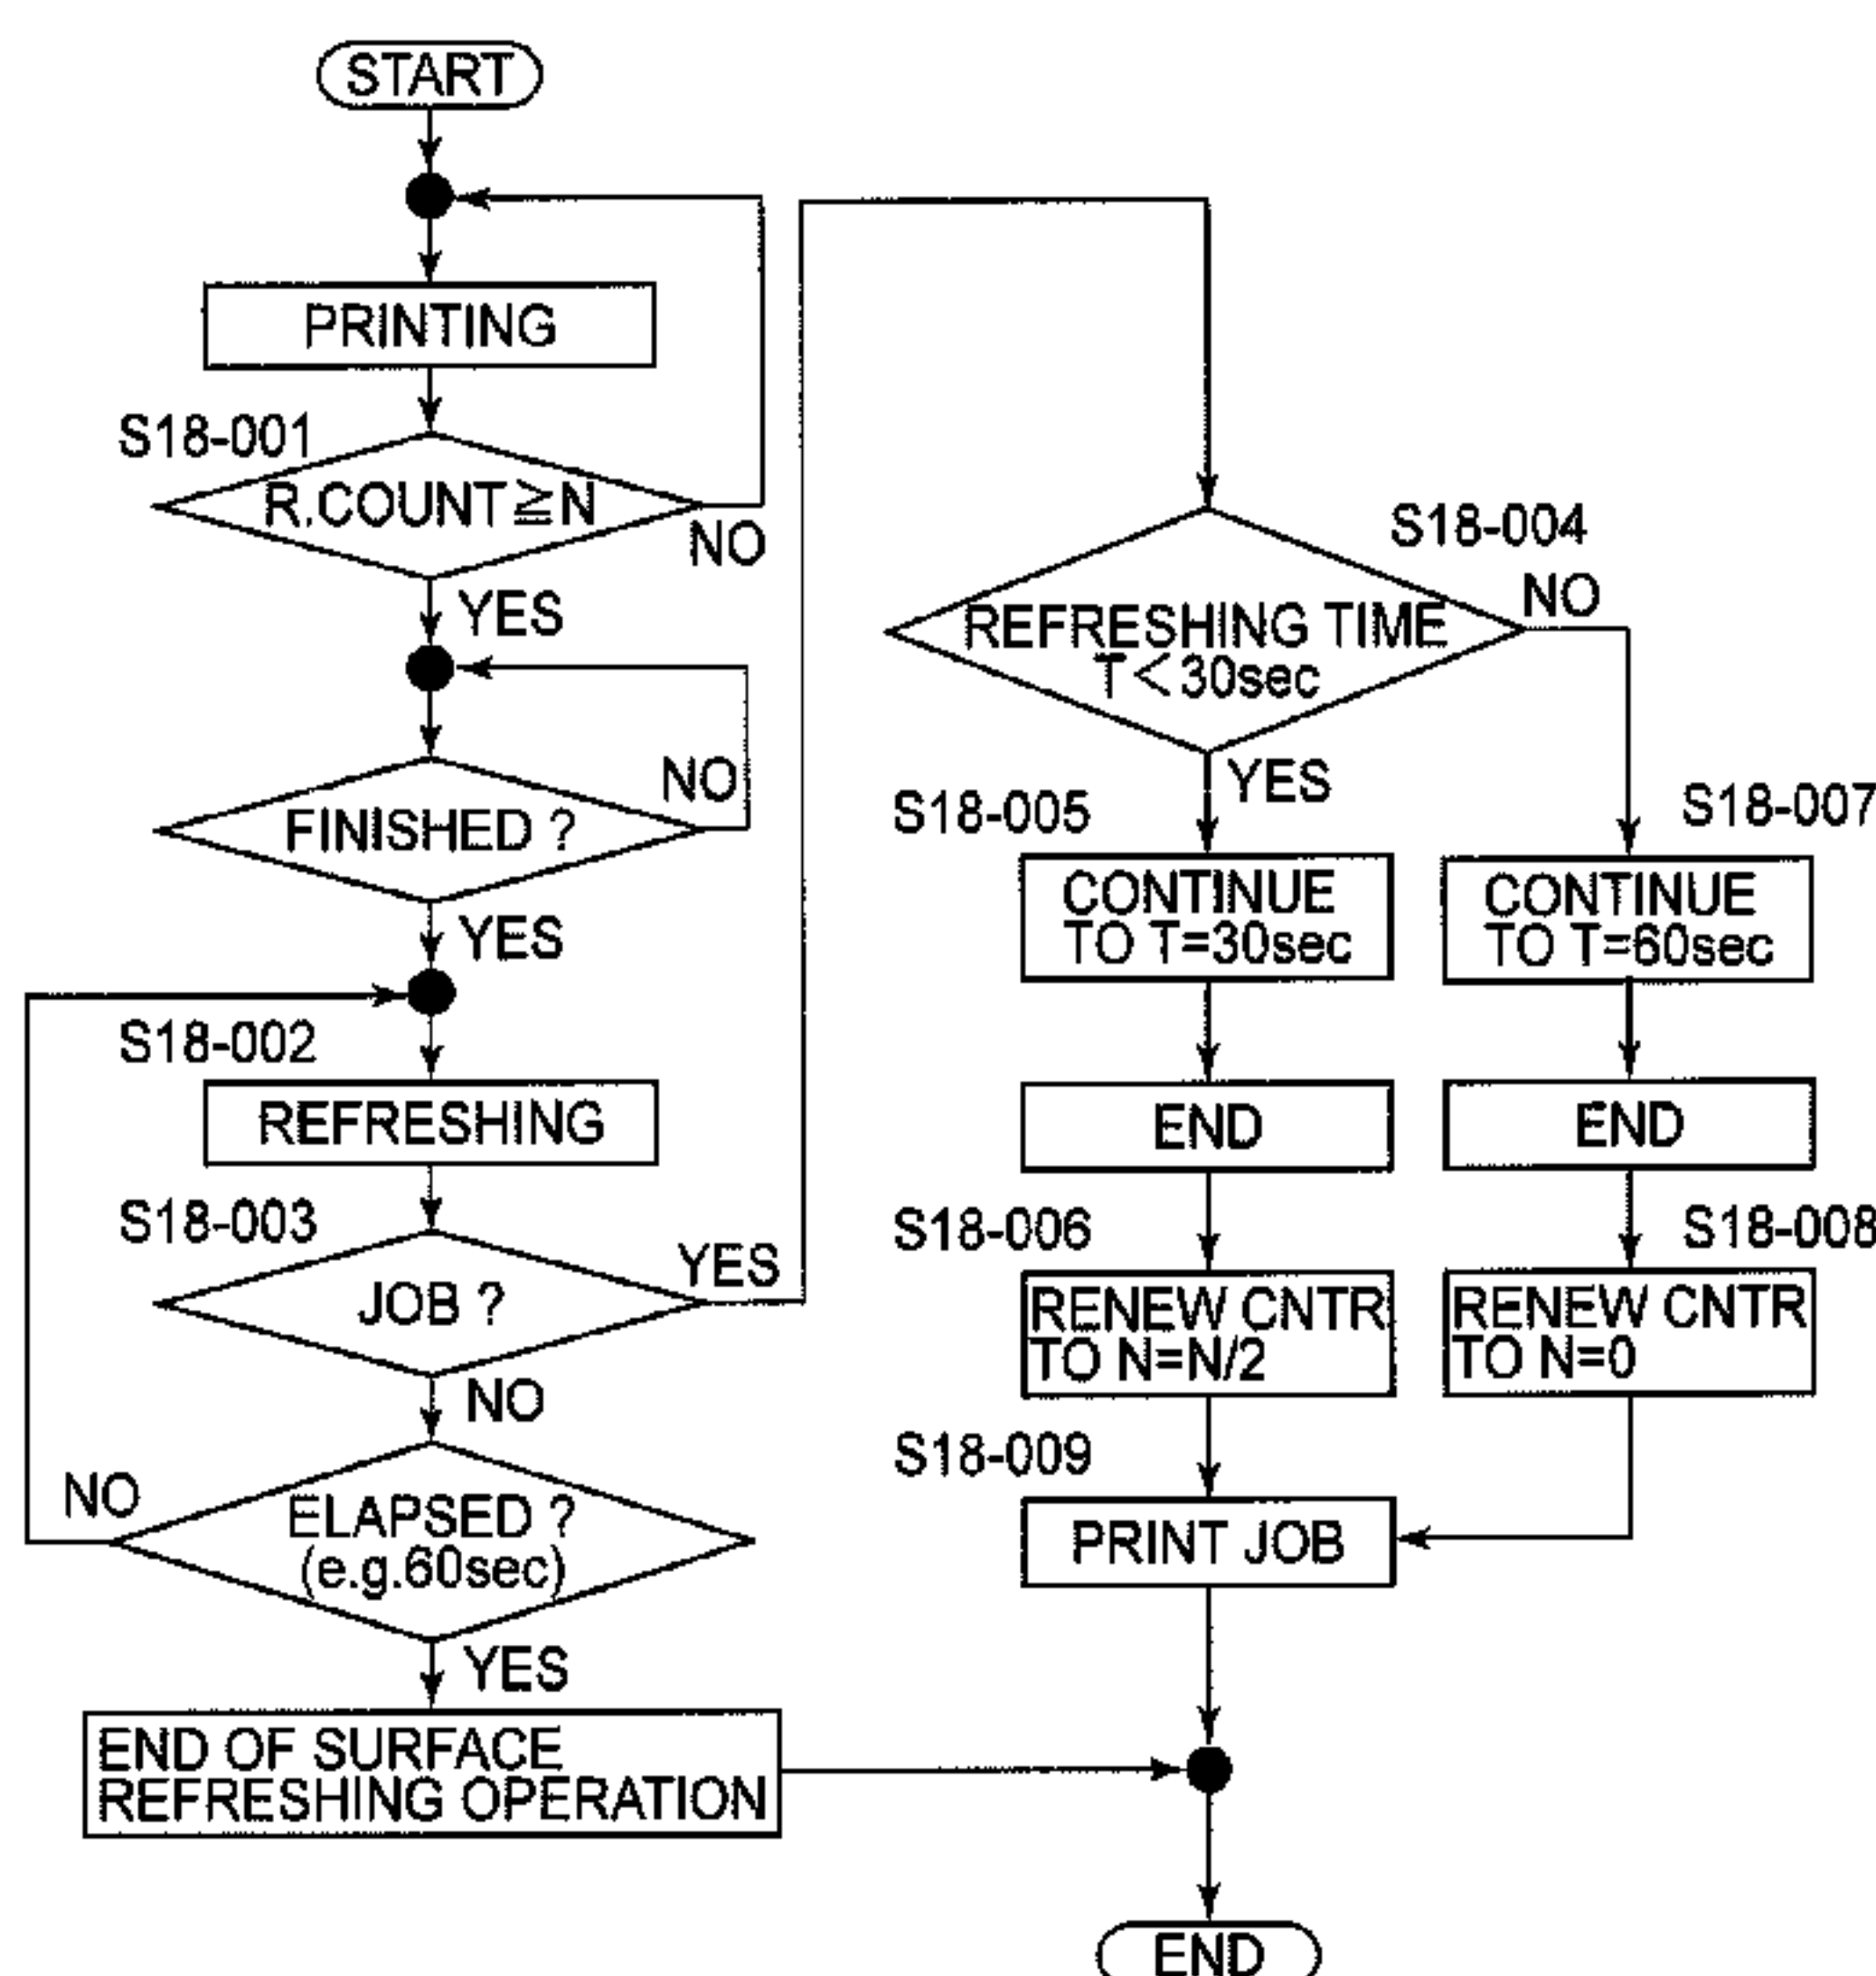 START
PRINTING
S18-001
R.COUNT≧N
NO
YES
NO
FINISHED ?
YES
S18-002
REFRESHING
S18-003
YES
JOB ?
NO
NO
ELAPSED ?
(e.g.60sec)
YES
END OF SURFACE
REFRESHING OPERATION
S18-004
REFRESHING TIME
T<30sec
NO
YES
S18-005
CONTINUE
TO T=30sec
END
S18-006
RENEW CNTR
TO N=N/2
S18-007
CONTINUE
TO T=60sec
END
S18-008
RENEW CNTR
TO N=0
S18-009
PRINT JOB
END